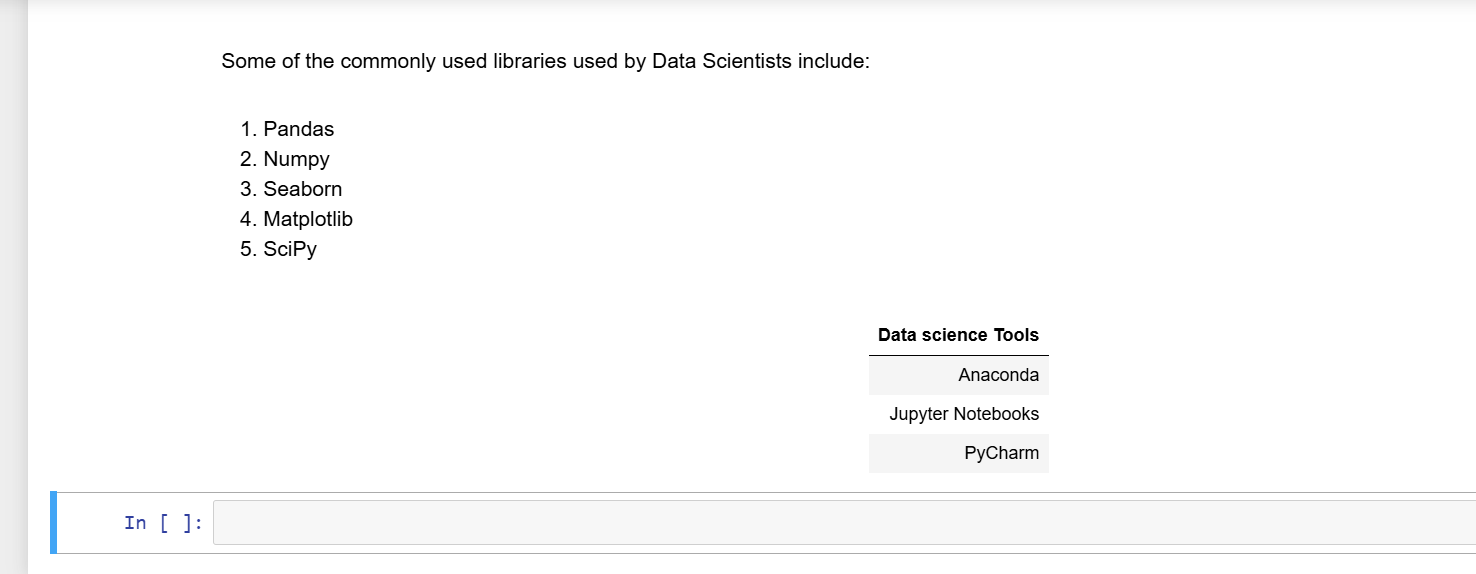 Some of the commonly used libraries used by Data Scientists include:
1. Pandas
2. Numpy
3. Seaborn
4. Matplotlib
5. SciPy
Data science Tools
Anaconda
Jupyter Notebooks
PyCharm
In [ ]: